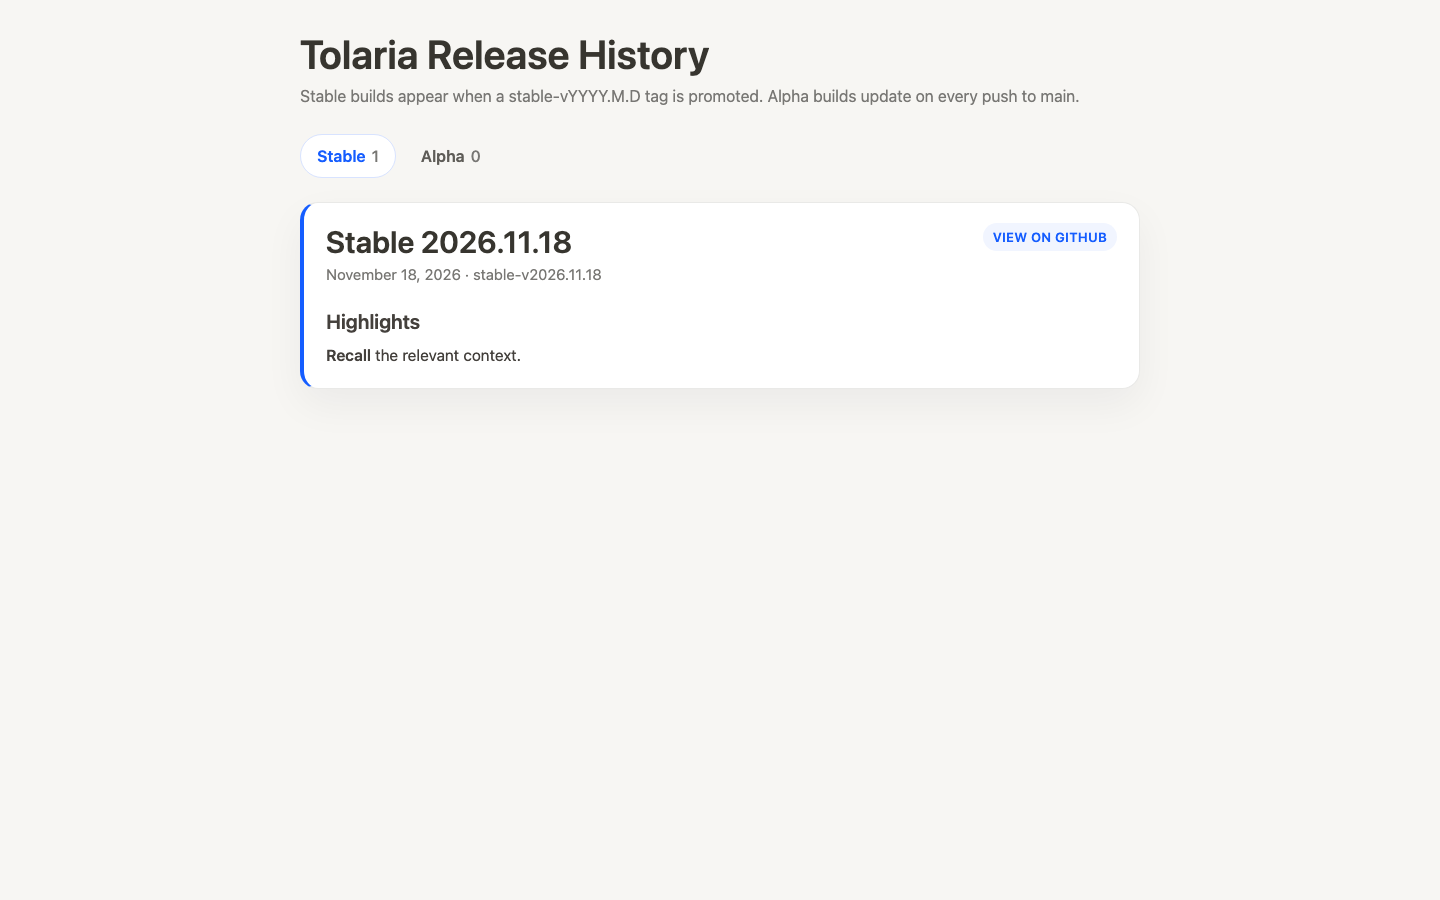 Tolaria Release History
Stable builds appear when a stable-vYYYY.M.D tag is promoted. Alpha builds update on every push to main.
Stable 1
Alpha 0
Stable 2026.11.18
VIEW ON GITHUB
November 18, 2026 · stable-v2026.11.18
Highlights
Recall the relevant context.